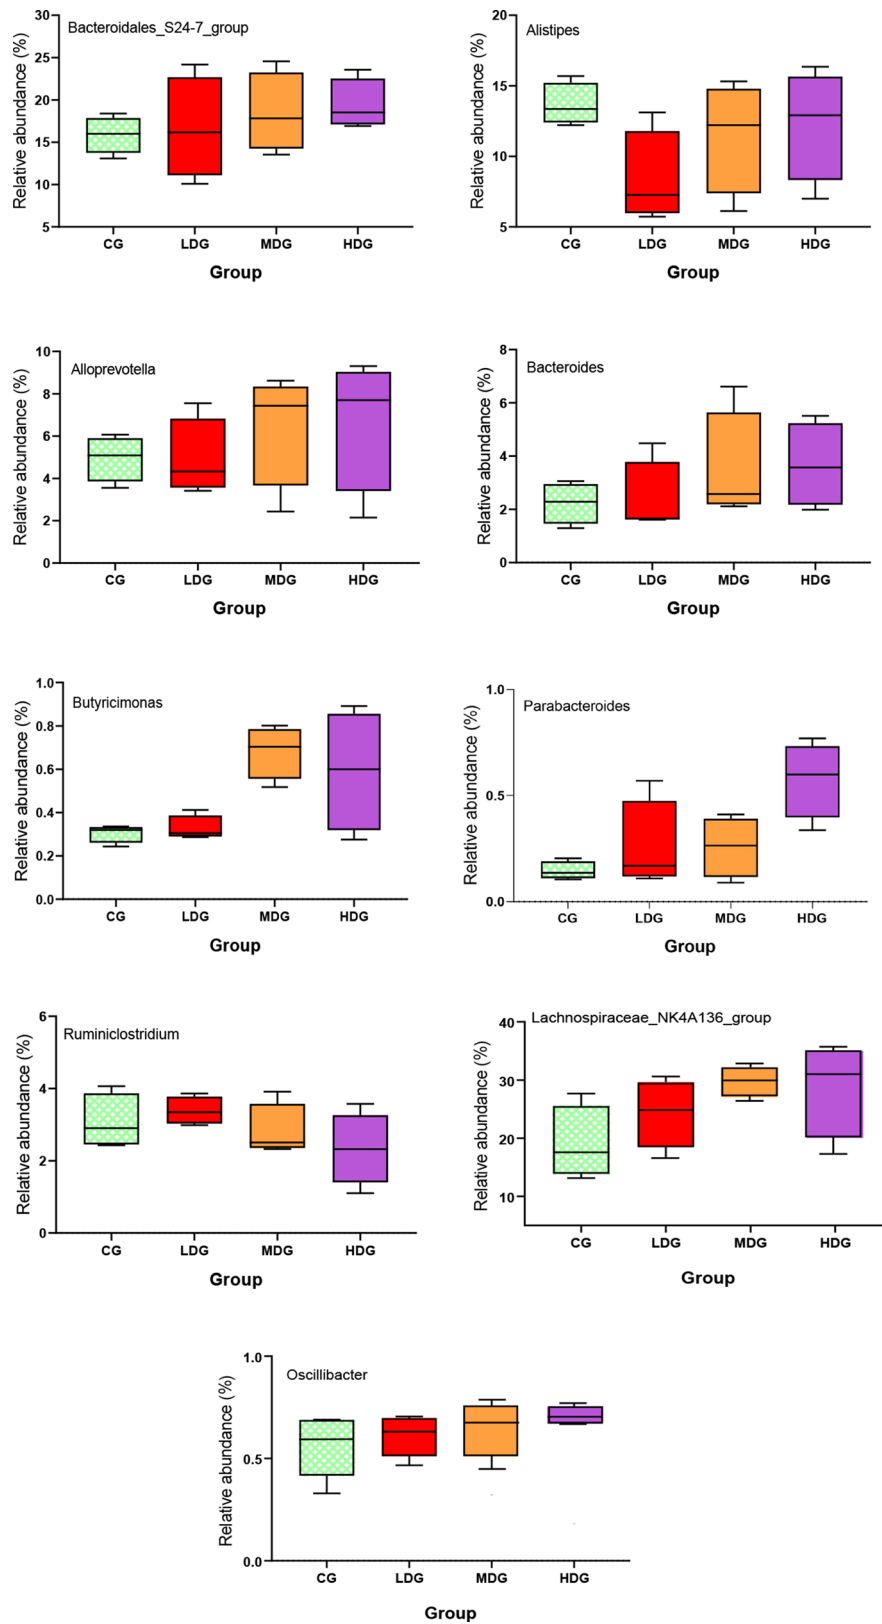 Bacteroidales_S24-7_group
Relative abundance (%)
30
25
20
15
10
5
CG LDG MDG HDG
Group
Alistipes
Relative abundance (%)
20
15
10
5
CG LDG MDG HDG
Group
Alloprevotella
Relative abundance (%)
10
8
6
4
2
0
CG LDG MDG HDG
Group
Bacteroides
Relative abundance (%)
8
6
4
2
0
CG LDG MDG HDG
Group
Butyricimonas
Relative abundance (%)
1.0
0.8
0.6
0.4
0.2
0.0
CG LDG MDG HDG
Group
Parabacteroides
Relative abundance (%)
1.0
0.5
0.0
CG LDG MDG HDG
Group
Ruminiclostridium
Relative abundance (%)
6
4
2
0
CG LDG MDG HDG
Group
Lachnospiraceae_NK4A136_group
Relative abundance (%)
40
30
20
10
CG LDG MDG HDG
Group
Oscillibacter
Relative abundance (%)
1.0
0.5
0.0
CG LDG MDG HDG
Group